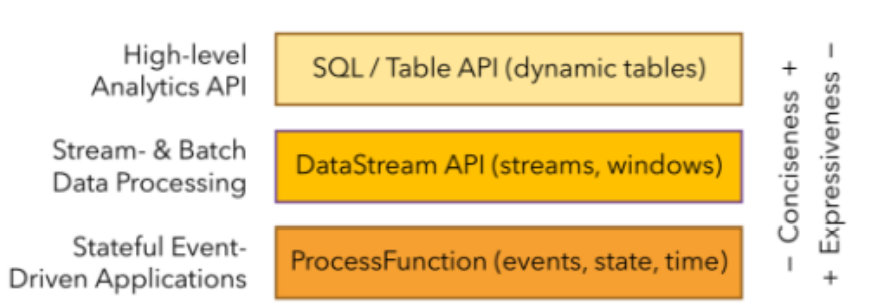 High-level
Analytics API
SQL / Table API (dynamic tables)
Stream- & Batch
Data Processing
DataStream API (streams, windows)
Stateful Event-
Driven Applications
ProcessFunction (events, state, time)
– Conciseness +
+ Expressiveness –